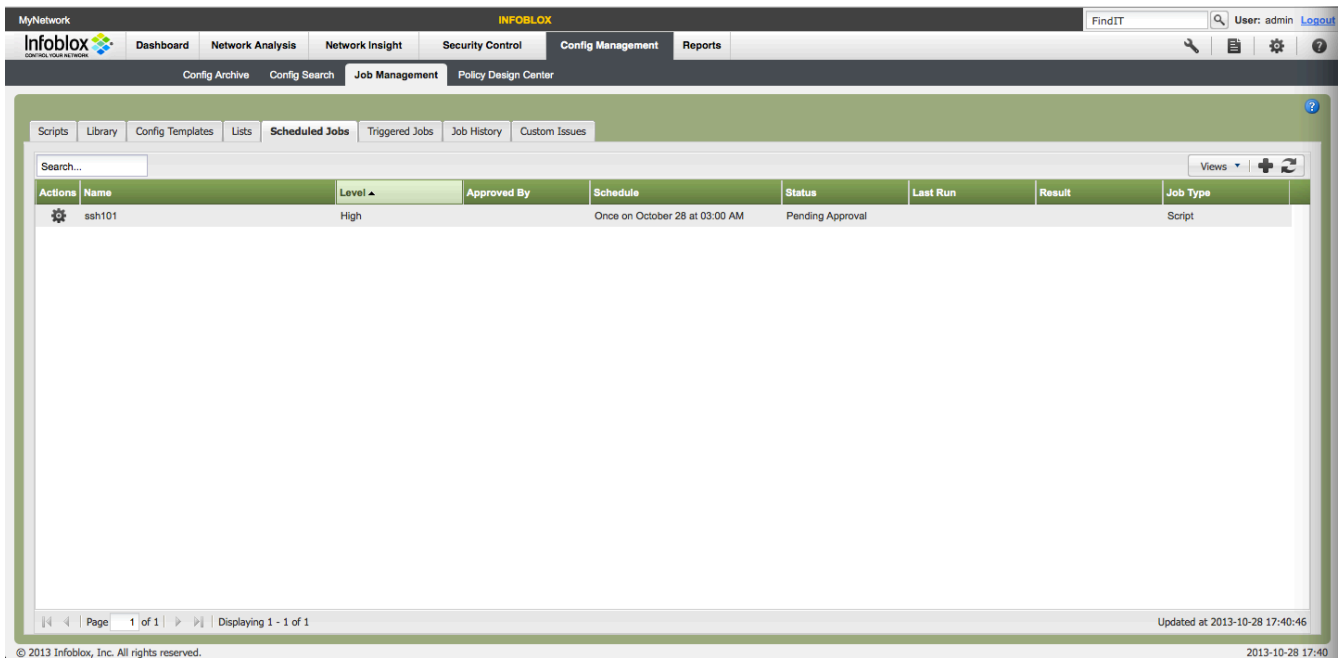 MyNetwork INFOBLOX FindIT User: admin Logout
Infoblox Dashboard Network Analysis Network Insight Security Control Config Management Reports
CONTROL YOUR NETWORK
Config Archive Config Search Job Management Policy Design Center
Scripts Library Config Templates Lists Scheduled Jobs Triggered Jobs Job History Custom Issues
Search... Views
Actions Name Level Approved By Schedule Status Last Run Result Job Type
ssh101 High Once on October 28 at 03:00 AM Pending Approval Script
Page 1 of 1 Displaying 1 - 1 of 1 Updated at 2013-10-28 17:40:46
© 2013 Infoblox, Inc. All rights reserved. 2013-10-28 17:40